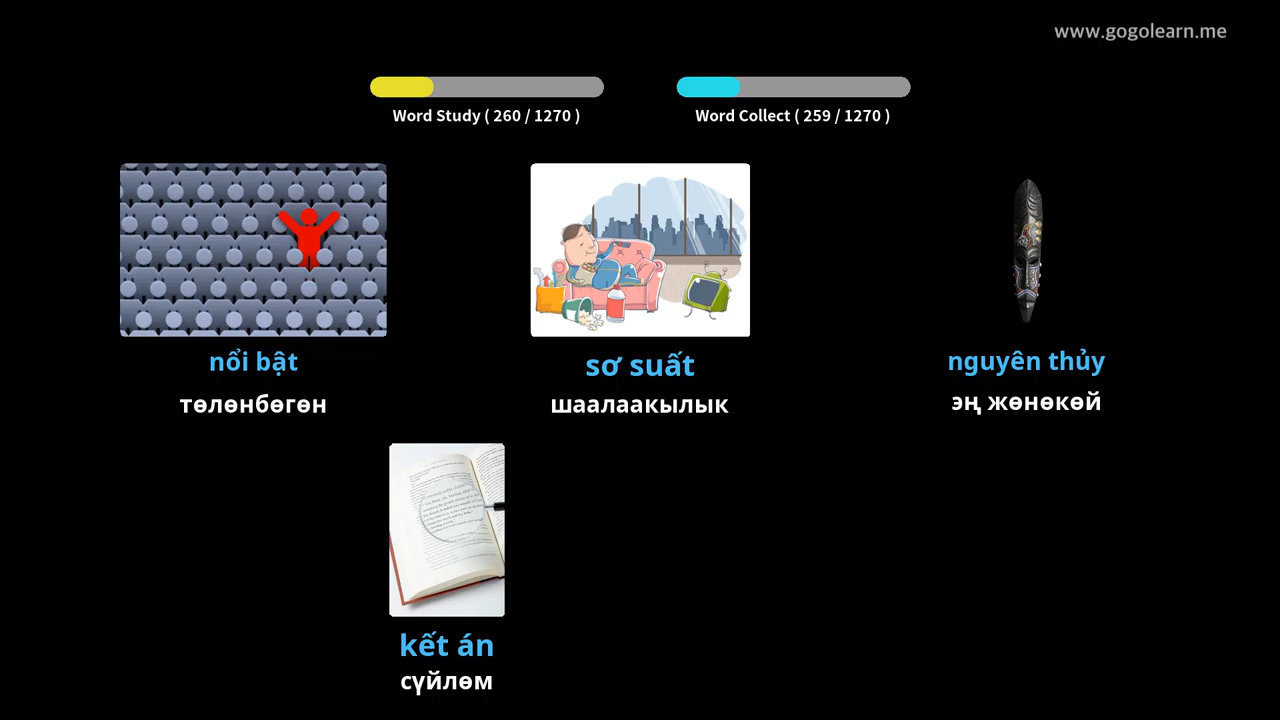 www.gogolearn.me
Word Study ( 260 / 1270 )
Word Collect ( 259 / 1270 )
nổi bật
төлөнбөгөн
sơ suất
шаалаакылык
nguyên thủy
эң жөнөкөй
kết án
сүйлөм